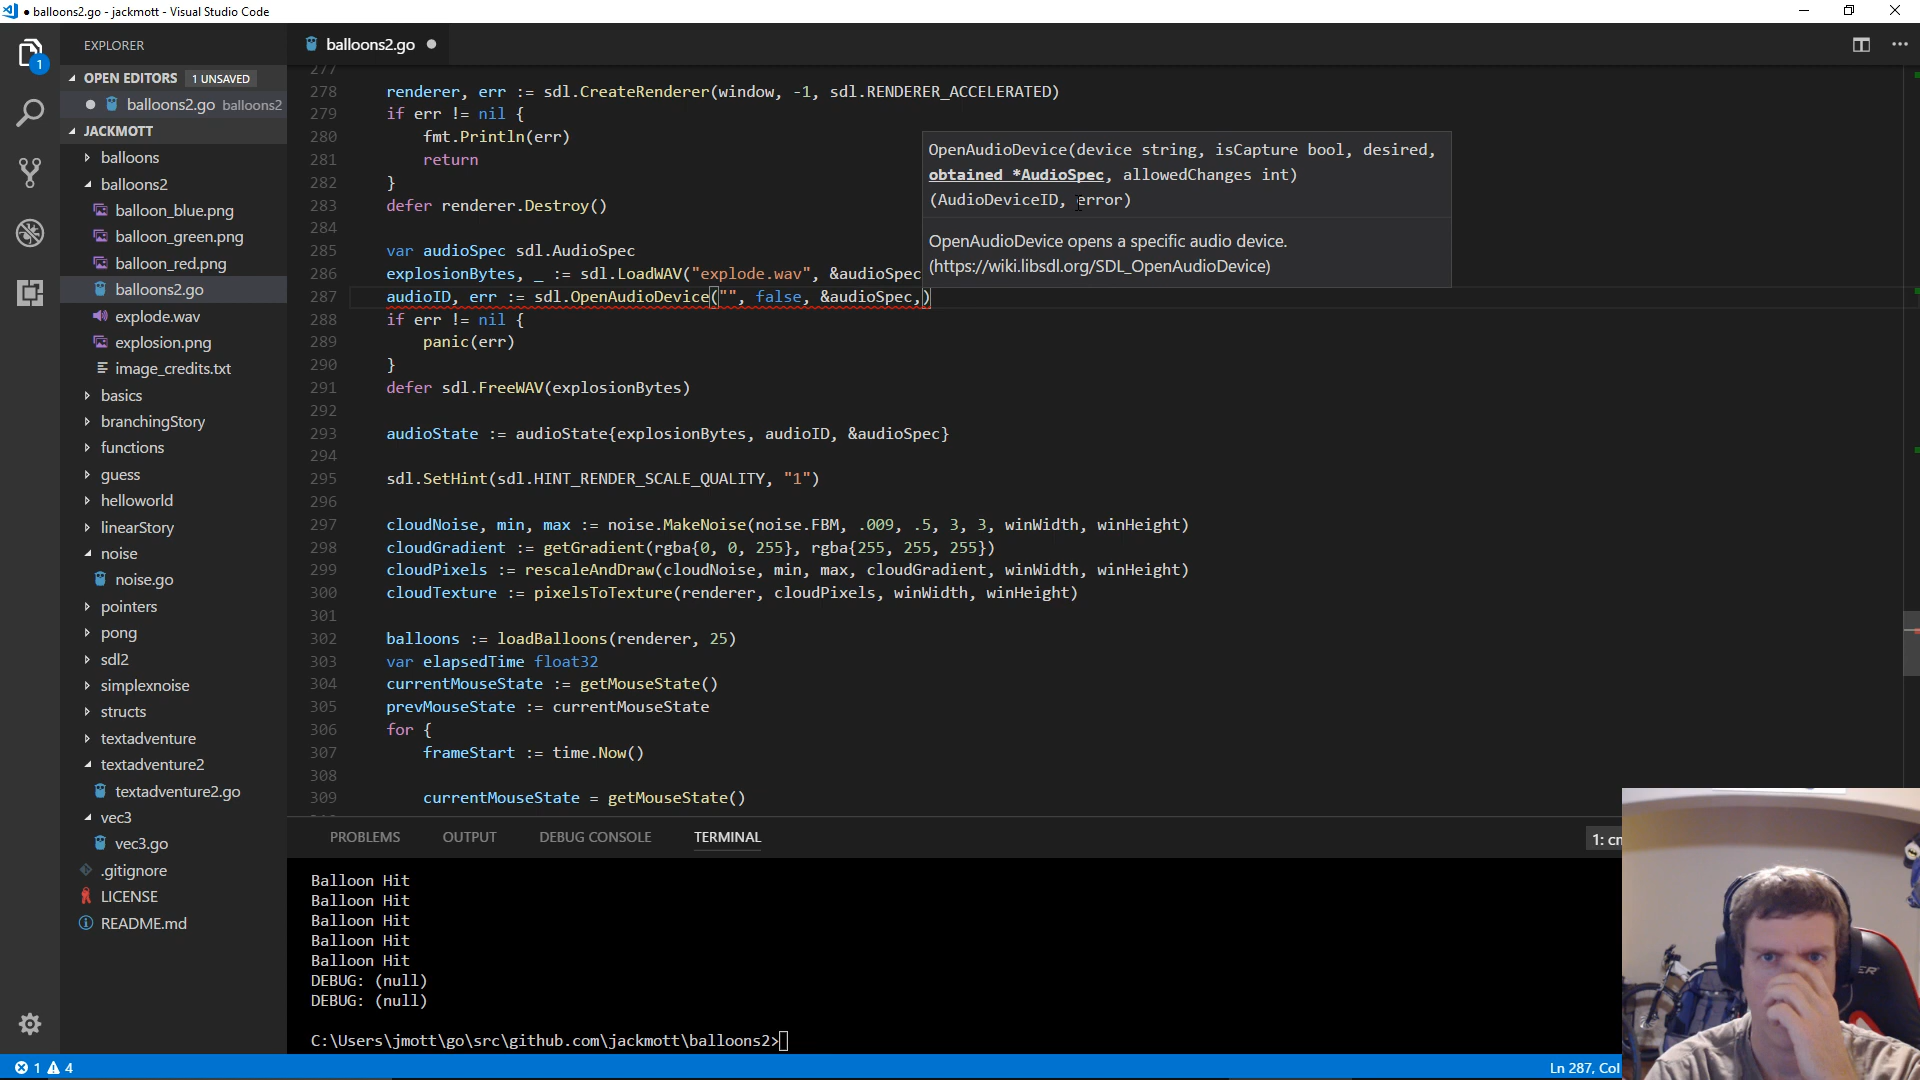 balloons2.go - jackmott - Visual Studio Code
EXPLORER
OPEN EDITORS 1 UNSAVED
balloons2.go balloons2
JACKMOTT
balloons
balloons2
balloon_blue.png
balloon_green.png
balloon_red.png
balloons2.go
explode.wav
explosion.png
image_credits.txt
basics
branchingStory
functions
guess
helloworld
linearStory
noise
noise.go
pointers
pong
sdl2
simplexnoise
structs
textadventure
textadventure2
textadventure2.go
vec3
vec3.go
.gitignore
LICENSE
README.md
1
balloons2.go
277
278 renderer, err := sdl.CreateRenderer(window, -1, sdl.RENDERER_ACCELERATED)
279 if err != nil {
280 fmt.Println(err)
281 return
282 }
283 defer renderer.Destroy()
284
285 var audioSpec sdl.AudioSpec
286 explosionBytes, _ := sdl.LoadWAV("explode.wav", &audioSpec
287 audioID, err := sdl.OpenAudioDevice("", false, &audioSpec,)
288 if err != nil {
289 panic(err)
290 }
291 defer sdl.FreeWAV(explosionBytes)
292
293 audioState := audioState{explosionBytes, audioID, &audioSpec}
294
295 sdl.SetHint(sdl.HINT_RENDER_SCALE_QUALITY, "1")
296
297 cloudNoise, min, max := noise.MakeNoise(noise.FBM, .009, .5, 3, 3, winWidth, winHeight)
298 cloudGradient := getGradient(rgba{0, 0, 255}, rgba{255, 255, 255})
299 cloudPixels := rescaleAndDraw(cloudNoise, min, max, cloudGradient, winWidth, winHeight)
300 cloudTexture := pixelsToTexture(renderer, cloudPixels, winWidth, winHeight)
301
302 balloons := loadBalloons(renderer, 25)
303 var elapsedTime float32
304 currentMouseState := getMouseState()
305 prevMouseState := currentMouseState
306 for {
307 frameStart := time.Now()
308
309 currentMouseState = getMouseState()
OpenAudioDevice(device string, isCapture bool, desired,
obtained *AudioSpec, allowedChanges int)
(AudioDeviceID, error)
OpenAudioDevice opens a specific audio device.
(https://wiki.libsdl.org/SDL_OpenAudioDevice)
PROBLEMS OUTPUT DEBUG CONSOLE TERMINAL
Balloon Hit
Balloon Hit
Balloon Hit
Balloon Hit
Balloon Hit
DEBUG: (null)
DEBUG: (null)
C:\Users\jmott\go\src\github.com\jackmott\balloons2>
1 4
Ln 287, Col